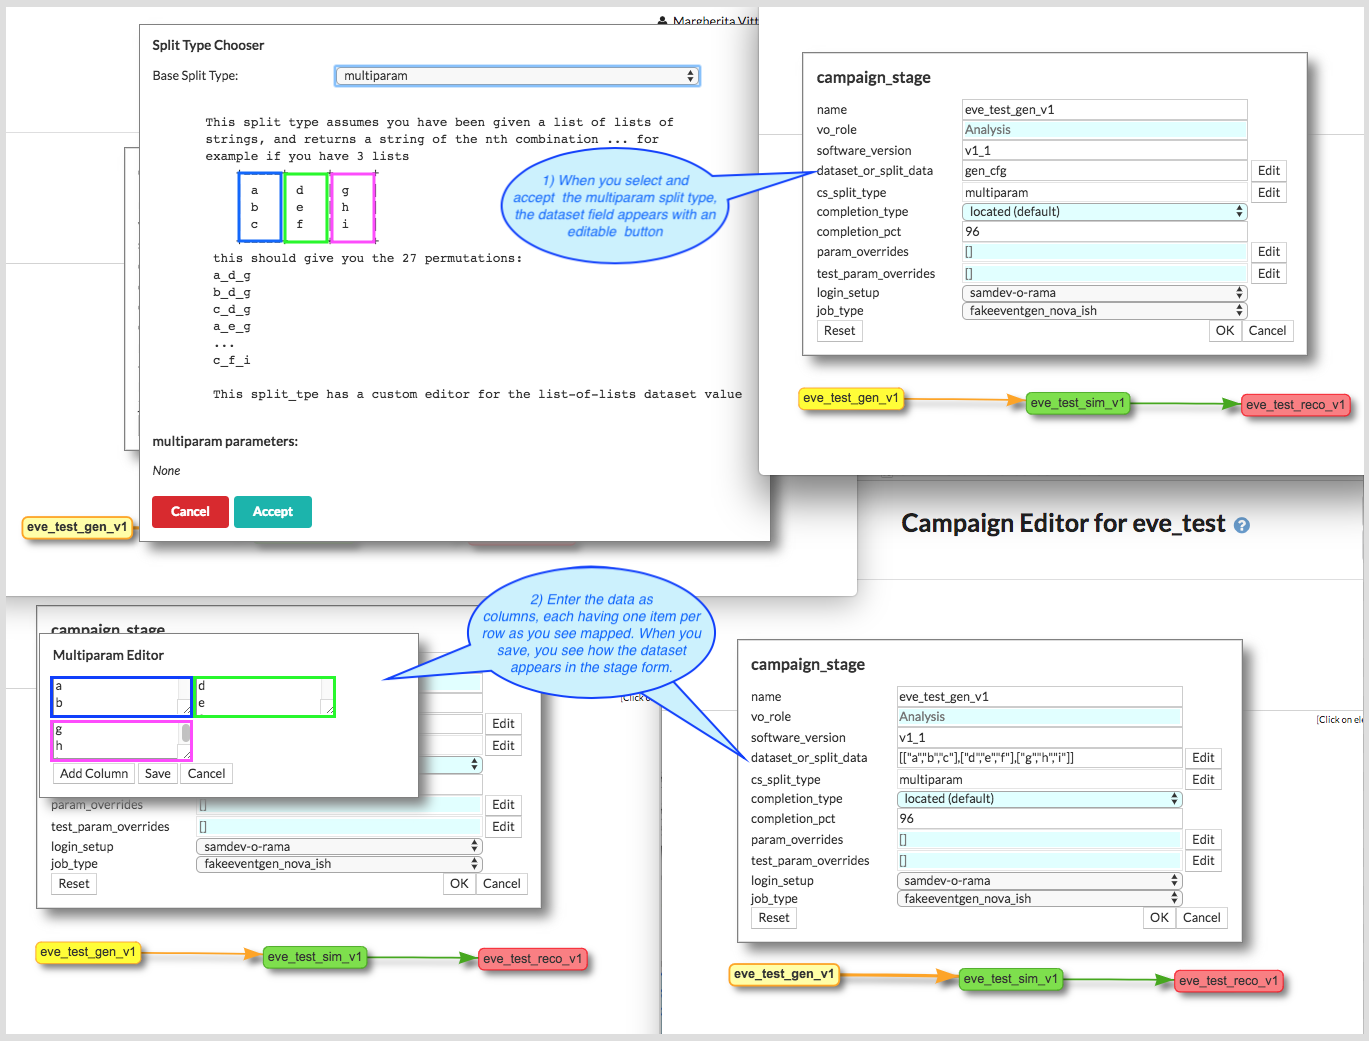 Margherita Vitt
Split Type Chooser
Base Split Type:
multiparam
This split type assumes you have been given a list of lists of
strings, and returns a string of the nth combination ... for
example if you have 3 lists
a d g
b e h
c f i
this should give you the 27 permutations:
a_d_g
b_d_g
c_d_g
a_e_g
...
c_f_i
This split_tpe has a custom editor for the list-of-lists dataset value
multiparam parameters:
None
Cancel Accept
eve_test_gen_v1
1) When you select and
accept the multiparam split type,
the dataset field appears with an
editable button
campaign_stage
name eve_test_gen_v1
vo_role Analysis
software_version v1_1
dataset_or_split_data gen_cfg Edit
cs_split_type multiparam Edit
completion_type located (default)
completion_pct 96
param_overrides [] Edit
test_param_overrides [] Edit
login_setup samdev-o-rama
job_type fakeeventgen_nova_ish
Reset OK Cancel
eve_test_gen_v1 eve_test_sim_v1 eve_test_reco_v1
Campaign Editor for eve_test ?
2) Enter the data as
columns, each having one item per
row as you see mapped. When you
save, you see how the dataset
appears in the stage form.
campaign_stage
Multiparam Editor
a
b
d
e
g
h
Add Column Save Cancel
Edit
Edit
param_overrides [] Edit
test_param_overrides [] Edit
login_setup samdev-o-rama
job_type fakeeventgen_nova_ish
Reset OK Cancel
eve_test_gen_v1 eve_test_sim_v1 eve_test_reco_v1
[Click o
[Click on el
campaign_stage
name eve_test_gen_v1
vo_role Analysis
software_version v1_1
dataset_or_split_data [["a","b","c"],["d","e","f"],["g","h","i"]] Edit
cs_split_type multiparam Edit
completion_type located (default)
completion_pct 96
param_overrides [] Edit
test_param_overrides [] Edit
login_setup samdev-o-rama
job_type fakeeventgen_nova_ish
Reset OK Cancel
eve_test_gen_v1 eve_test_sim_v1 eve_test_reco_v1